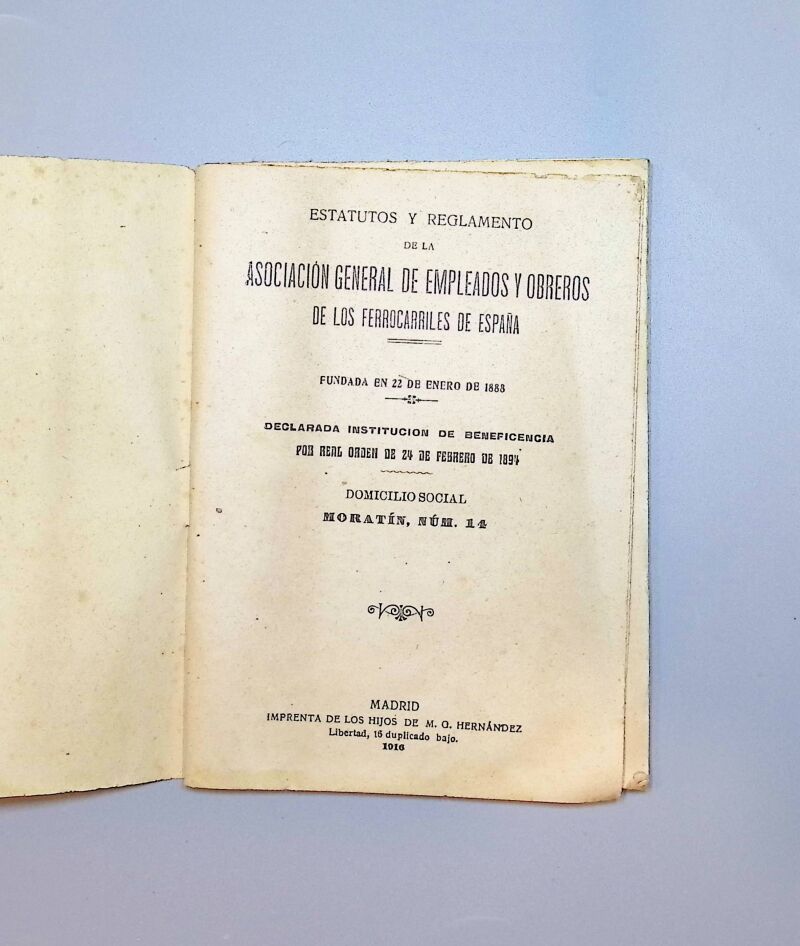 ESTATUTOS Y REGLAMENTO
DE LA
ASOCIACIÓN GENERAL DE EMPLEADOS Y OBREROS
DE LOS FERROCARRILES DE ESPAÑA
FUNDADA EN 22 DE ENERO DE 1888
DECLARADA INSTITUCION DE BENEFICENCIA
POR REAL ORDEN DE 24 DE FEBRERO DE 1894
DOMICILIO SOCIAL
MORATÍN, NÚM. 14
MADRID
IMPRENTA DE LOS HIJOS DE M. G. HERNÁNDEZ
Libertad, 16 duplicado bajo.
1916